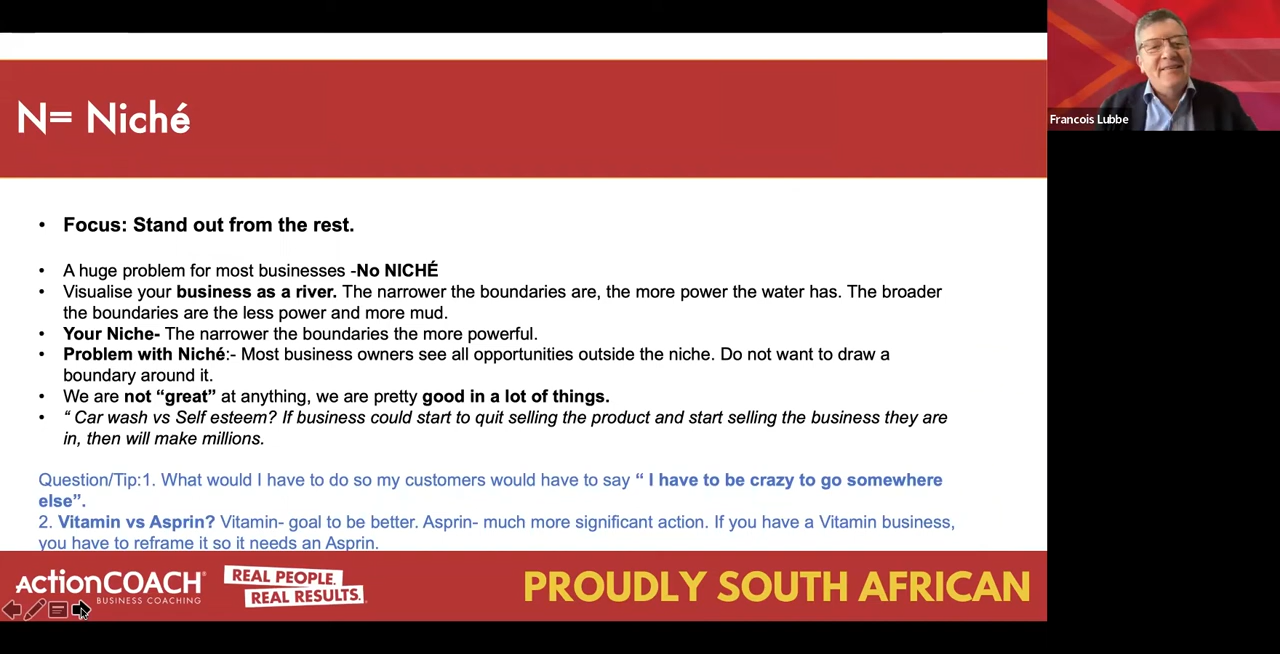 N= Niché
Francois Lubbe
• Focus: Stand out from the rest.
• A huge problem for most businesses -No NICHÉ
• Visualise your business as a river. The narrower the boundaries are, the more power the water has. The broader
the boundaries are the less power and more mud.
• Your Niche- The narrower the boundaries the more powerful.
• Problem with Niché:- Most business owners see all opportunities outside the niche. Do not want to draw a
boundary around it.
• We are not “great” at anything, we are pretty good in a lot of things.
• “ Car wash vs Self esteem? If business could start to quit selling the product and start selling the business they are
in, then will make millions.
Question/Tip:1. What would I have to do so my customers would have to say “ I have to be crazy to go somewhere
else”.
2. Vitamin vs Asprin? Vitamin- goal to be better. Asprin- much more significant action. If you have a Vitamin business,
you have to reframe it so it needs an Asprin.
ActionCOACH®
BUSINESS COACHING
REAL PEOPLE.
REAL RESULTS.
PROUDLY SOUTH AFRICAN